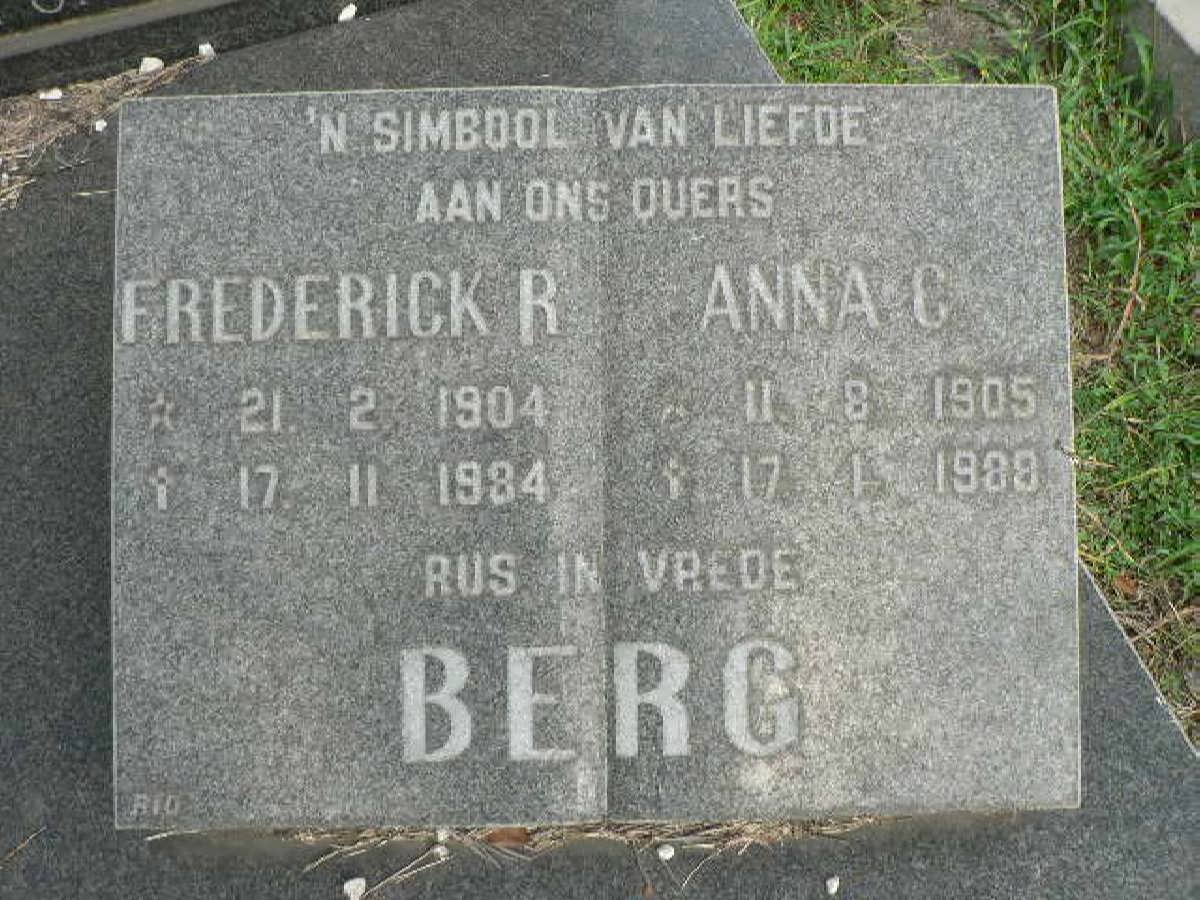 'N SIMBOOL VAN LIEFDE
AAN ONS OUERS
FREDERICK R ANNA C
* 21. 2. 1904 * 11. 8. 1905
† 17. 11 1984 † 17. 1. 1988
RUS IN VREDE
BERG